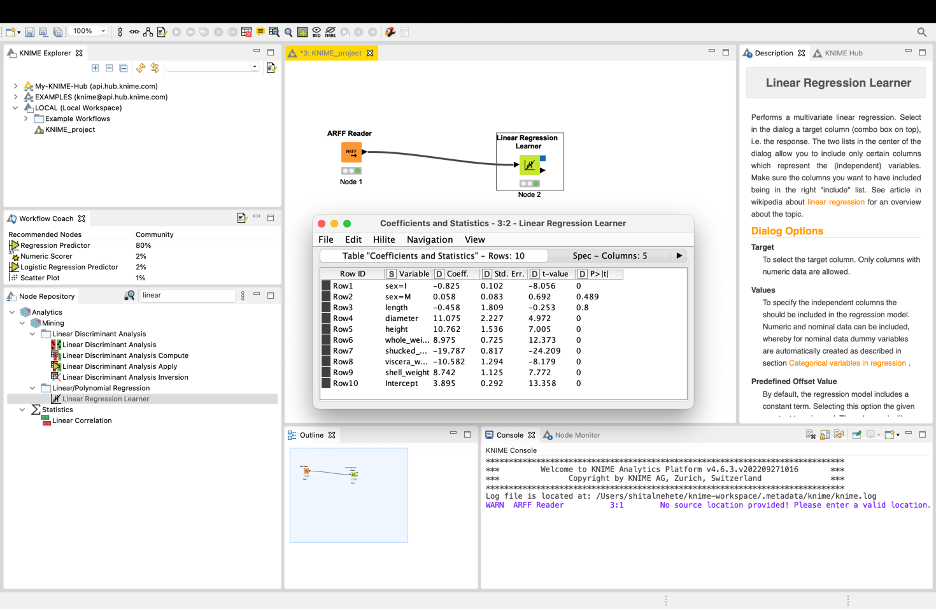 100%
KNIME Explorer
My-KNIME-Hub (api.hub.knime.com)
EXAMPLES (knime@api.hub.knime.com)
LOCAL (Local Workspace)
Example Workflows
KNIME_project
Workflow Coach
Recommended Nodes Community
Regression Predictor 80%
Numeric Scorer 2%
Logistic Regression Predictor 2%
Scatter Plot 1%
Node Repository linear
Analytics
Mining
Linear Discriminant Analysis
Linear Discriminant Analysis
Linear Discriminant Analysis Compute
Linear Discriminant Analysis Apply
Linear Discriminant Analysis Inversion
Linear/Polynomial Regression
Linear Regression Learner
Statistics
Linear Correlation
*3: KNIME_project
ARFF Reader
ARFF
Node 1
Linear Regression
Learner
Node 2
Coefficients and Statistics - 3:2 - Linear Regression Learner
File Edit Hilite Navigation View
Table "Coefficients and Statistics" - Rows: 10 Spec - Columns: 5
Row ID S Variable D Coeff. D Std. Err. D t-value D P>|t|
Row1 sex=I -0.825 0.102 -8.056 0
Row2 sex=M 0.058 0.083 0.692 0.489
Row3 length -0.458 1.809 -0.253 0.8
Row4 diameter 11.075 2.227 4.972 0
Row5 height 10.762 1.536 7.005 0
Row6 whole_wei... 8.975 0.725 12.373 0
Row7 shucked_... -19.787 0.817 -24.209 0
Row8 viscera_w... -10.582 1.294 -8.179 0
Row9 shell_weight 8.742 1.125 7.772 0
Row10 Intercept 3.895 0.292 13.358 0
Description KNIME Hub
Linear Regression Learner
Performs a multivariate linear regression. Select
in the dialog a target column (combo box on top),
i.e. the response. The two lists in the center of the
dialog allow you to include only certain columns
which represent the (independent) variables.
Make sure the columns you want to have included
being in the right "include" list. See article in
wikipedia about linear regression for an overview
about the topic.
Dialog Options
Target
To select the target column. Only columns with
numeric data are allowed.
Values
To specify the independent columns the
should be included in the regression model.
Numeric and nominal data can be included,
whereby for nominal data dummy variables
are automatically created as described in
section Categorical variables in regression .
Predefined Offset Value
By default, the regression model includes a
constant term. Selecting this option the given
Outline
Console Node Monitor
KNIME Console
***************************************************************************
*** Welcome to KNIME Analytics Platform v4.6.3.v202209271016 ***
*** Copyright by KNIME AG, Zurich, Switzerland ***
***************************************************************************
Log file is located at: /Users/shitalnehete/knime-workspace/.metadata/knime/knime.log
WARN ARFF Reader 3:1 No source location provided! Please enter a valid location.